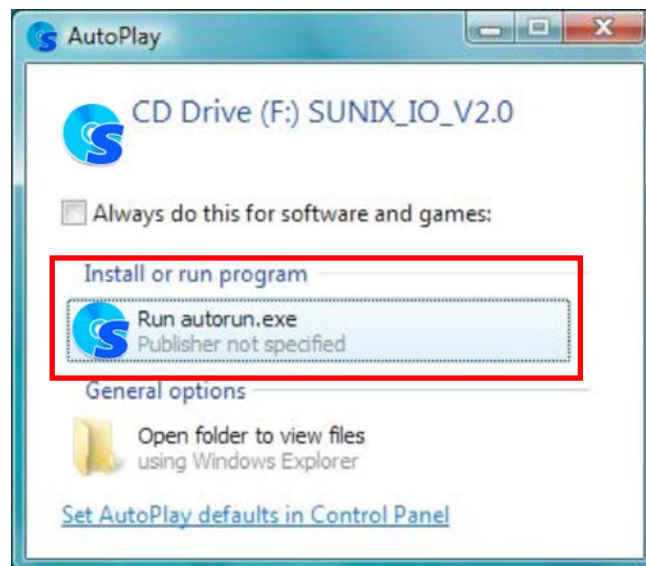 AutoPlay
CD Drive (F:) SUNIX_IO_V2.0
Always do this for software and games:
Install or run program
Run autorun.exe
Publisher not specified
General options
Open folder to view files
using Windows Explorer
Set AutoPlay defaults in Control Panel